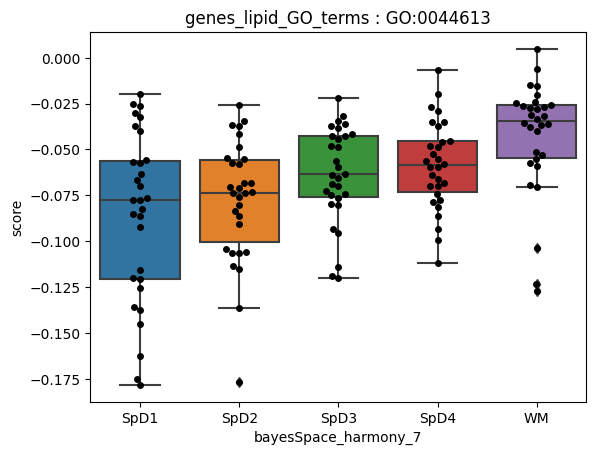 genes_lipid_GO_terms : GO:0044613
0.000
−0.025
−0.050
−0.075
−0.100
−0.125
−0.150
−0.175
score
SpD1 SpD2 SpD3 SpD4 WM
bayesSpace_harmony_7